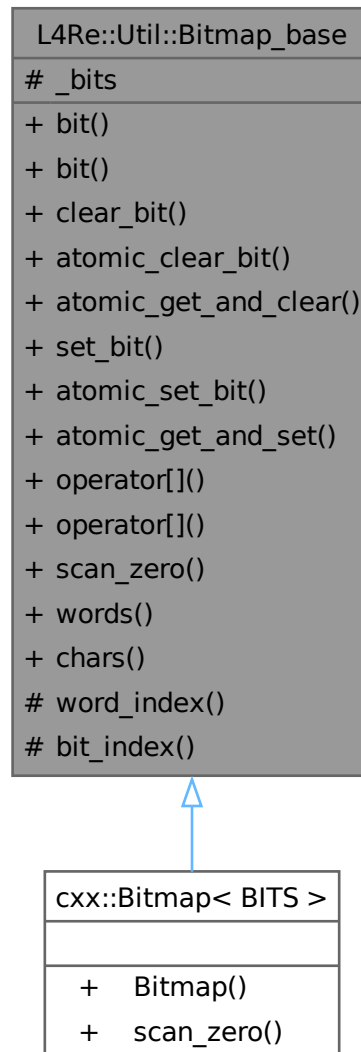 L4Re::Util::Bitmap_base
# _bits
+ bit()
+ bit()
+ clear_bit()
+ atomic_clear_bit()
+ atomic_get_and_clear()
+ set_bit()
+ atomic_set_bit()
+ atomic_get_and_set()
+ operator[]()
+ operator[]()
+ scan_zero()
+ words()
+ chars()
# word_index()
# bit_index()
cxx::Bitmap< BITS >
+ Bitmap()
+ scan_zero()